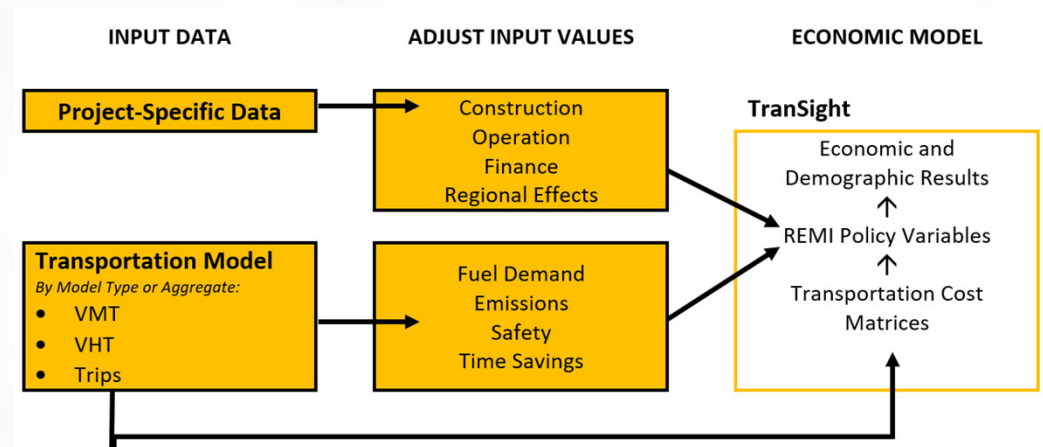 INPUT DATA
ADJUST INPUT VALUES
ECONOMIC MODEL
Project-Specific Data
Construction
Operation
Finance
Regional Effects
TranSight
Economic and
Demographic Results
↑
REMI Policy Variables
↑
Transportation Cost
Matrices
Transportation Model
By Model Type or Aggregate:
• VMT
• VHT
• Trips
Fuel Demand
Emissions
Safety
Time Savings